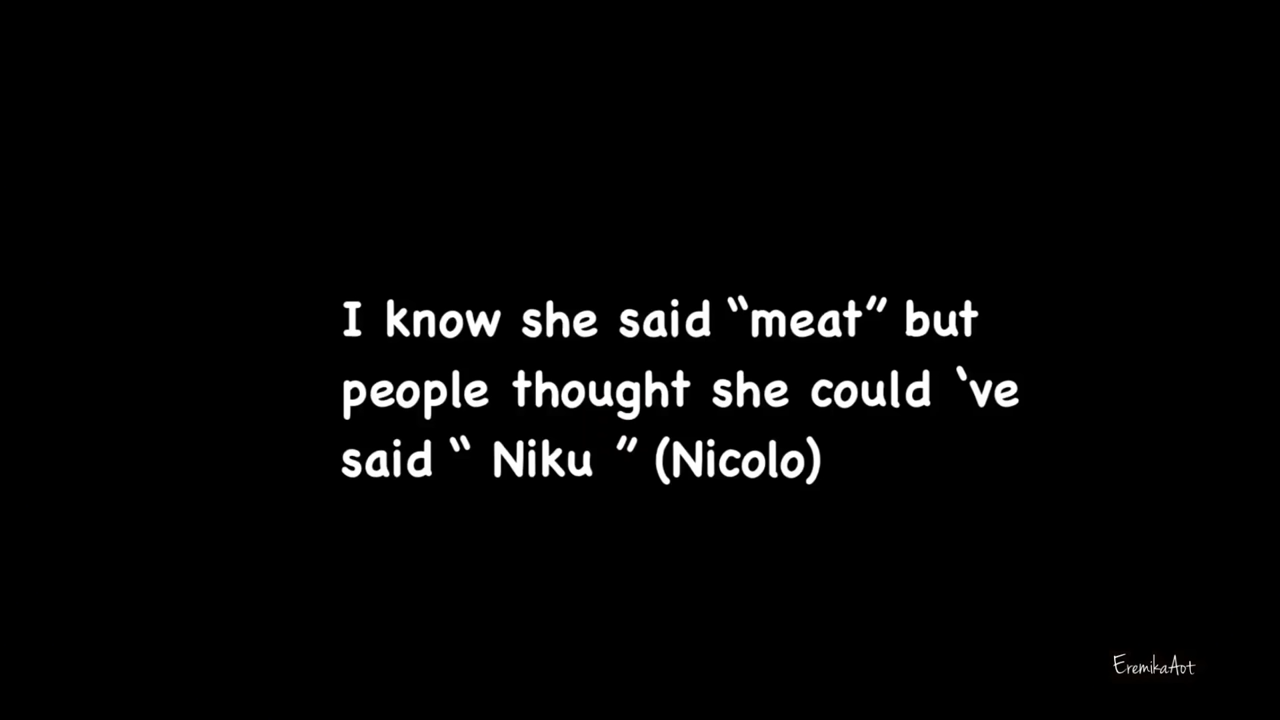 I know she said “meat” but
people thought she could ‘ve
said “ Niku ” (Nicolo)
EremikaAot